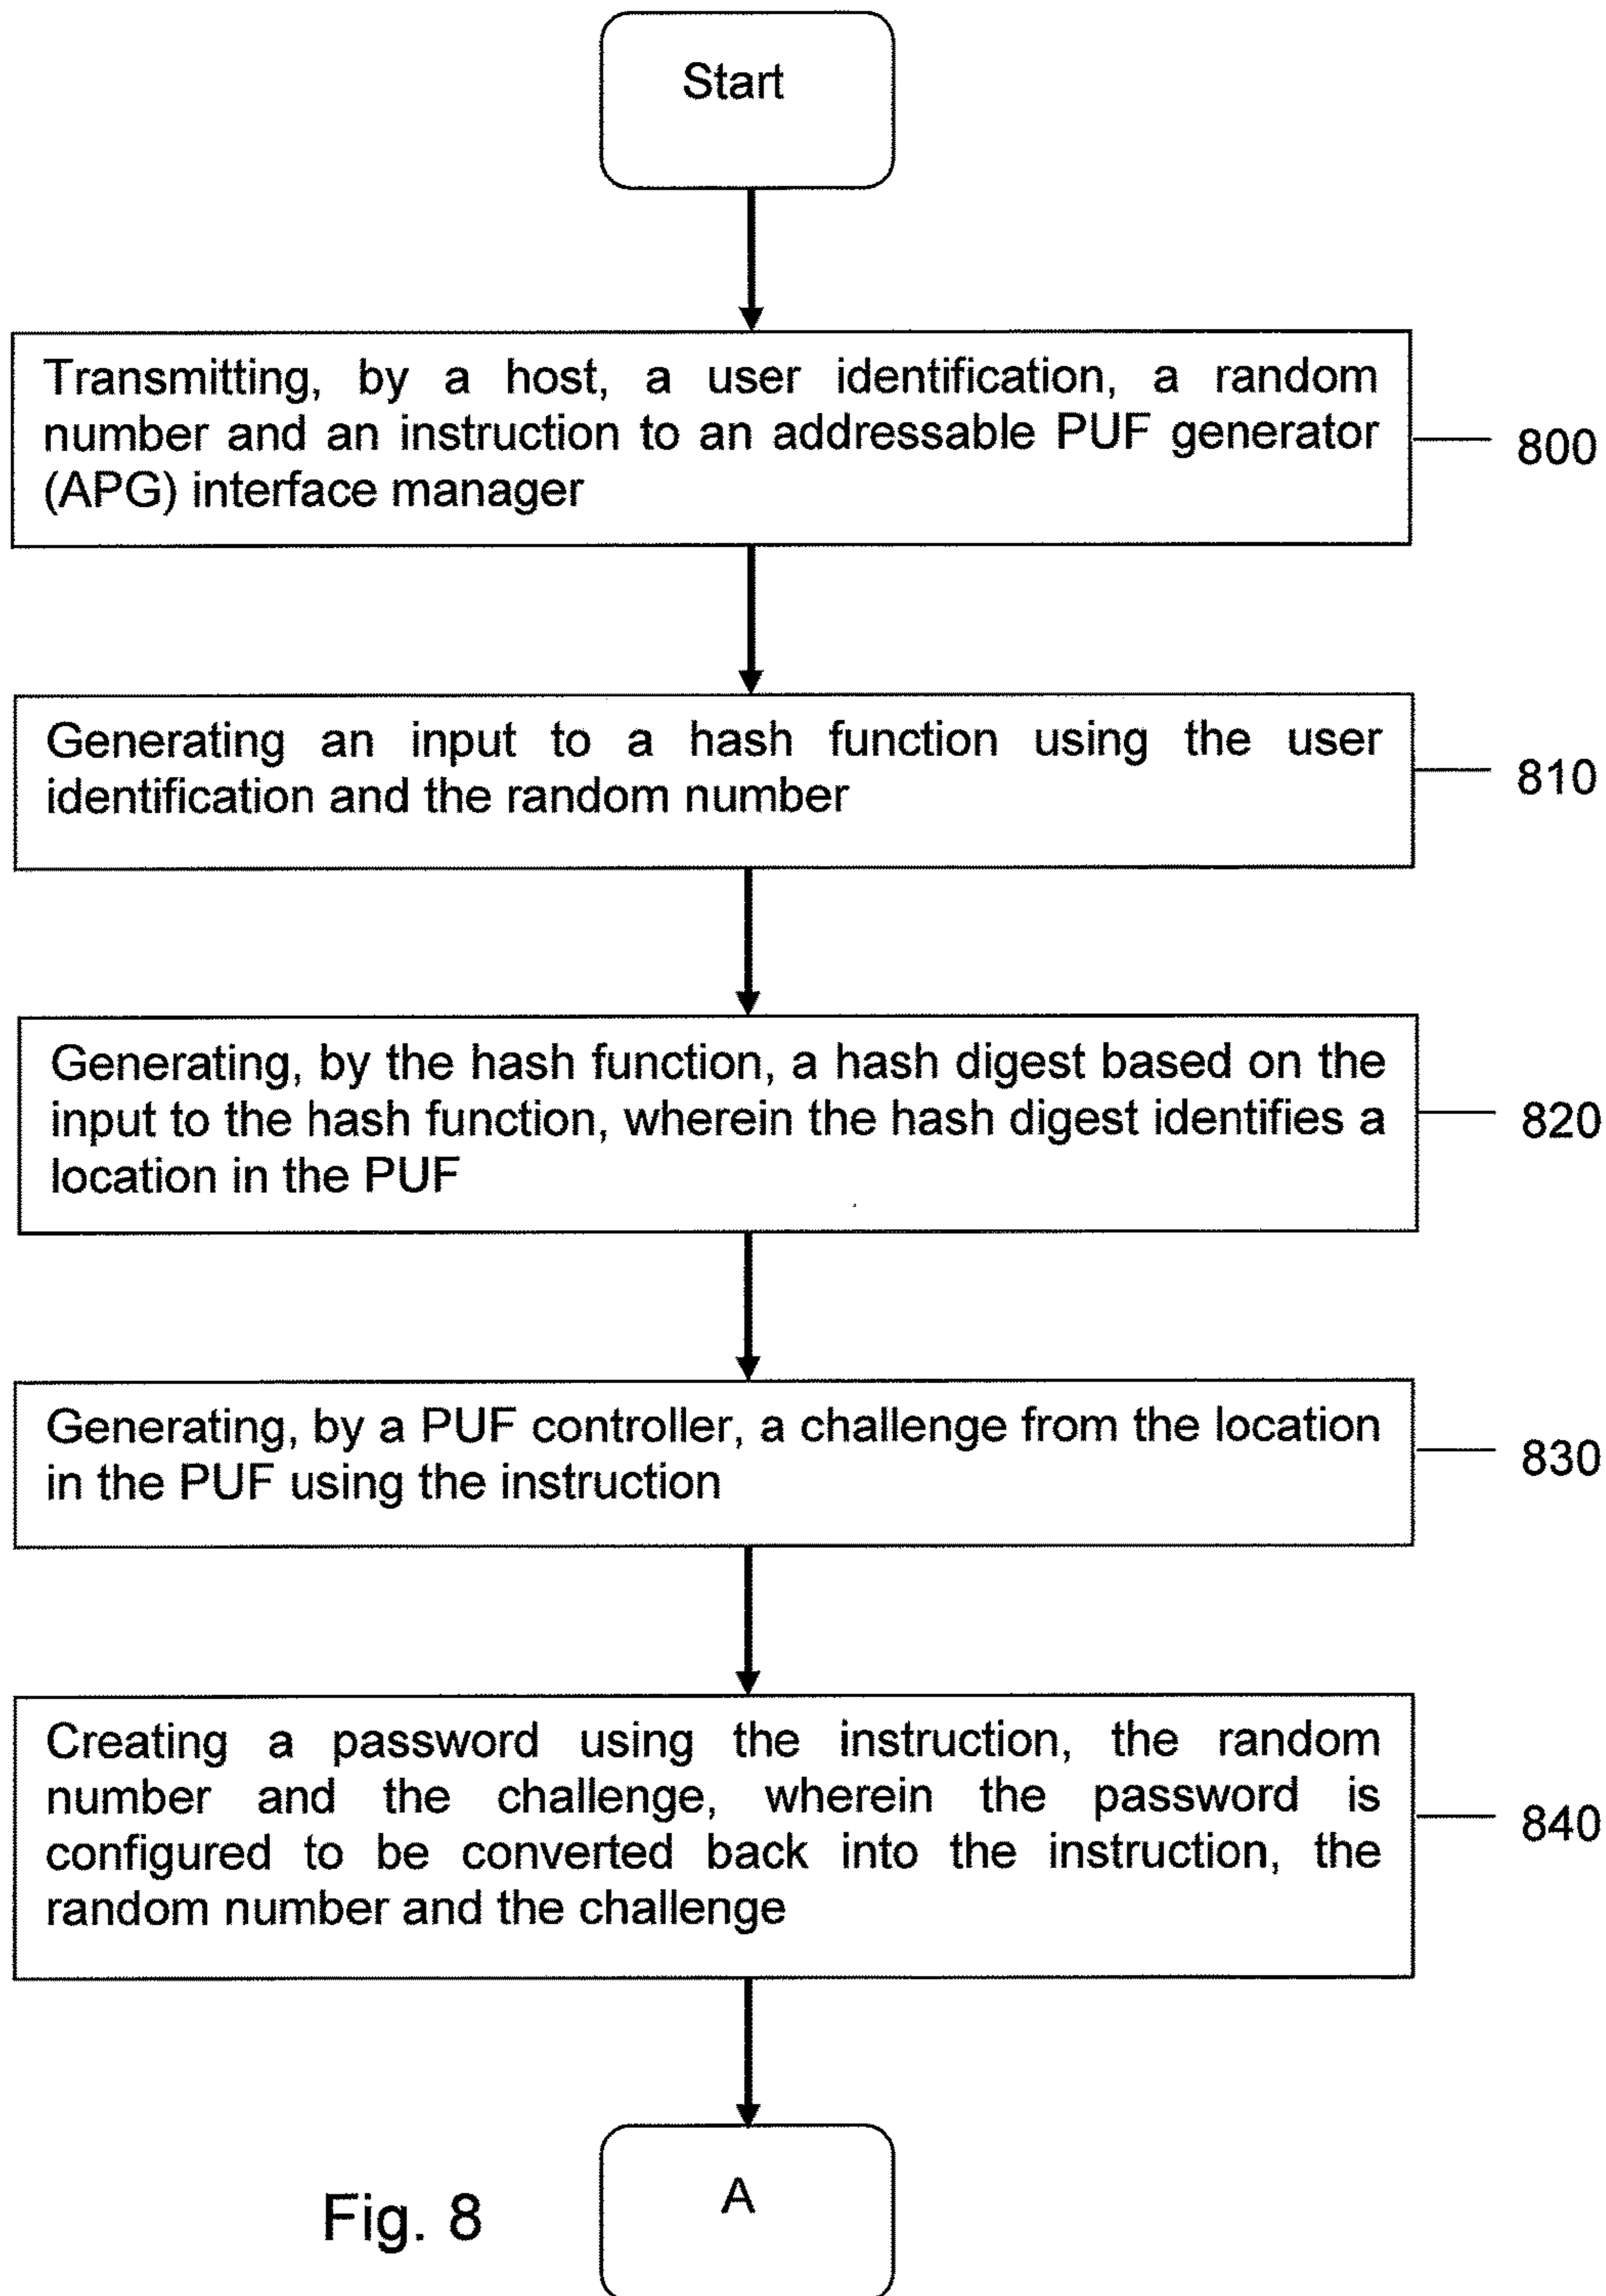 Start
Transmitting, by a host, a user identification, a random
number and an instruction to an addressable PUF generator
(APG) interface manager
800
Generating an input to a hash function using the user
identification and the random number
810
Generating, by the hash function, a hash digest based on the
input to the hash function, wherein the hash digest identifies a
location in the PUF
820
Generating, by a PUF controller, a challenge from the location
in the PUF using the instruction
830
Creating a password using the instruction, the random
number and the challenge, wherein the password is
configured to be converted back into the instruction, the
random number and the challenge
840
A
Fig. 8